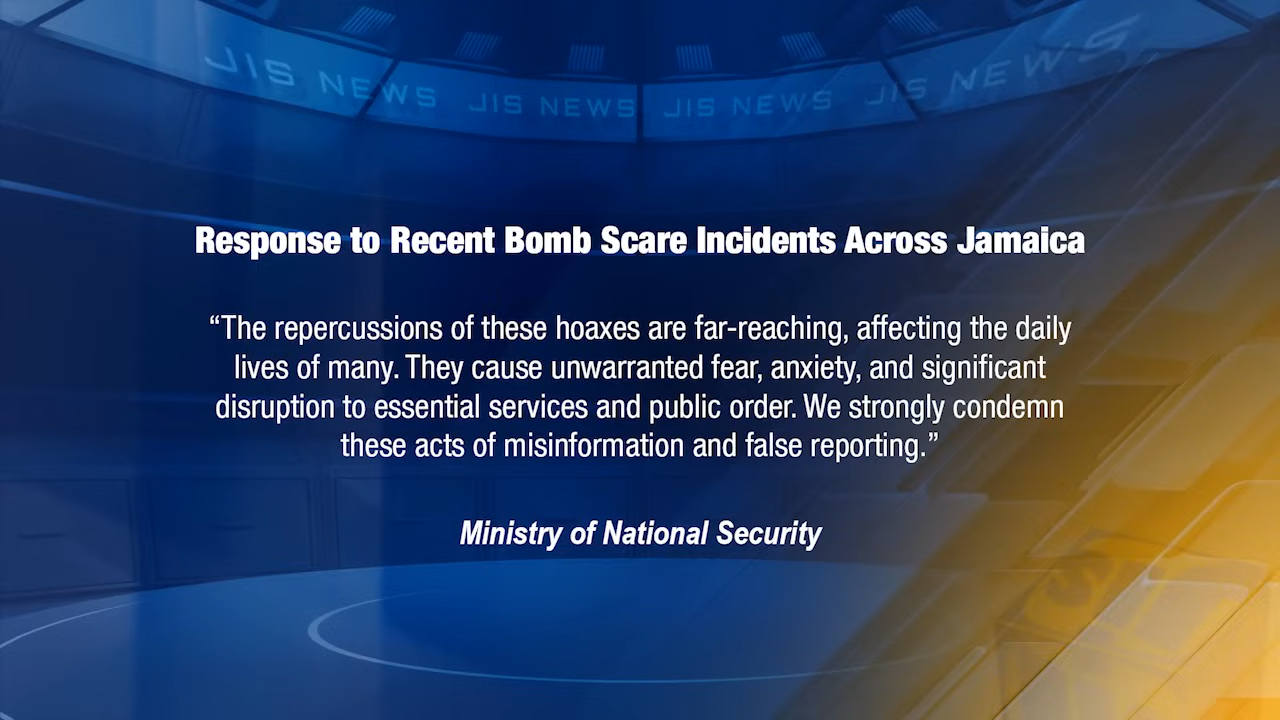 JIS NEWS JIS NEWS JIS NEWS JIS NEWS
Response to Recent Bomb Scare Incidents Across Jamaica
“The repercussions of these hoaxes are far-reaching, affecting the daily
lives of many. They cause unwarranted fear, anxiety, and significant
disruption to essential services and public order. We strongly condemn
these acts of misinformation and false reporting.”
Ministry of National Security